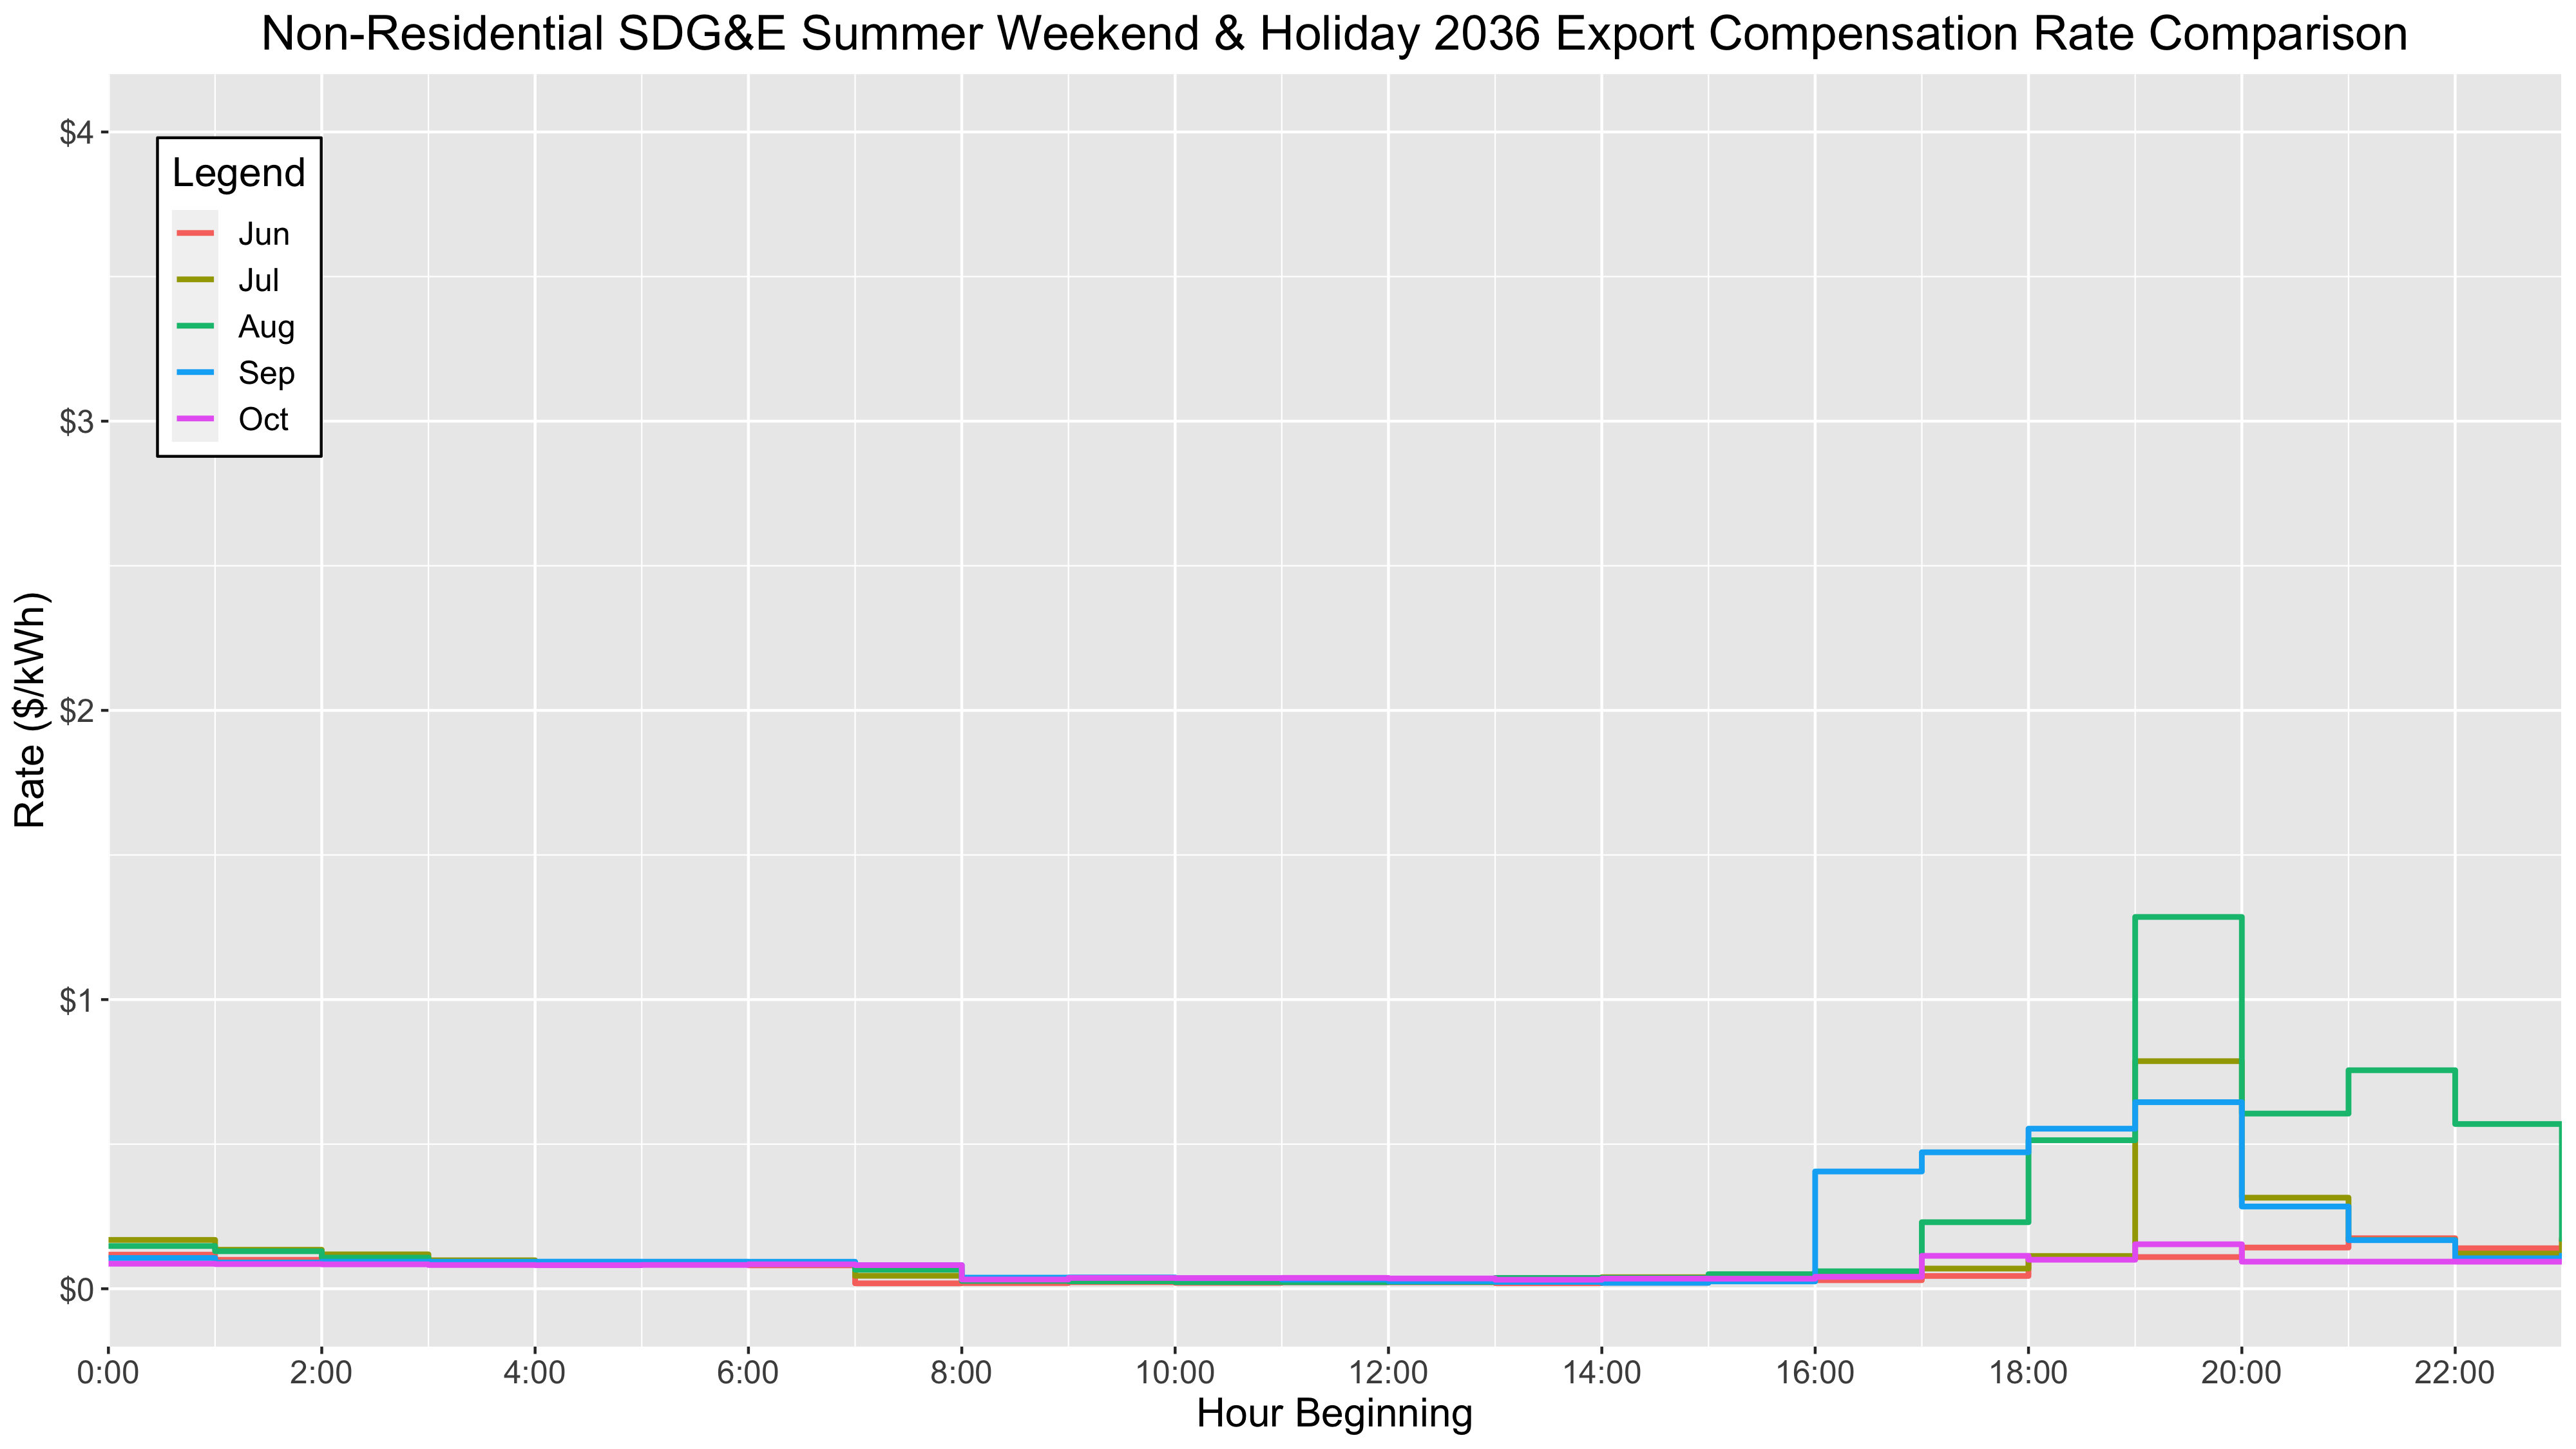 Non-Residential SDG&E Summer Weekend & Holiday 2036 Export Compensation Rate Comparison
$4
$3
$2
$1
$0
Rate ($/kWh)
Legend
Jun
Jul
Aug
Sep
Oct
0:00 2:00 4:00 6:00 8:00 10:00 12:00 14:00 16:00 18:00 20:00 22:00
Hour Beginning